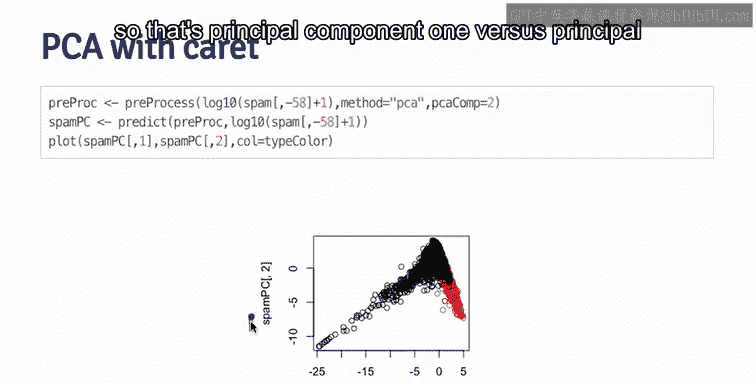 so that's principal component one versus principal
PCA with caret
preProc <- preProcess(log10(spam[,-58]+1),method="pca",pcaComp=2)
spamPC <- predict(preProc,log10(spam[,-58]+1))
plot(spamPC[,1],spamPC[,2],col=typeColor)
spamPC[, 2]
0
-5
-10
-25
-15
-5
0
5